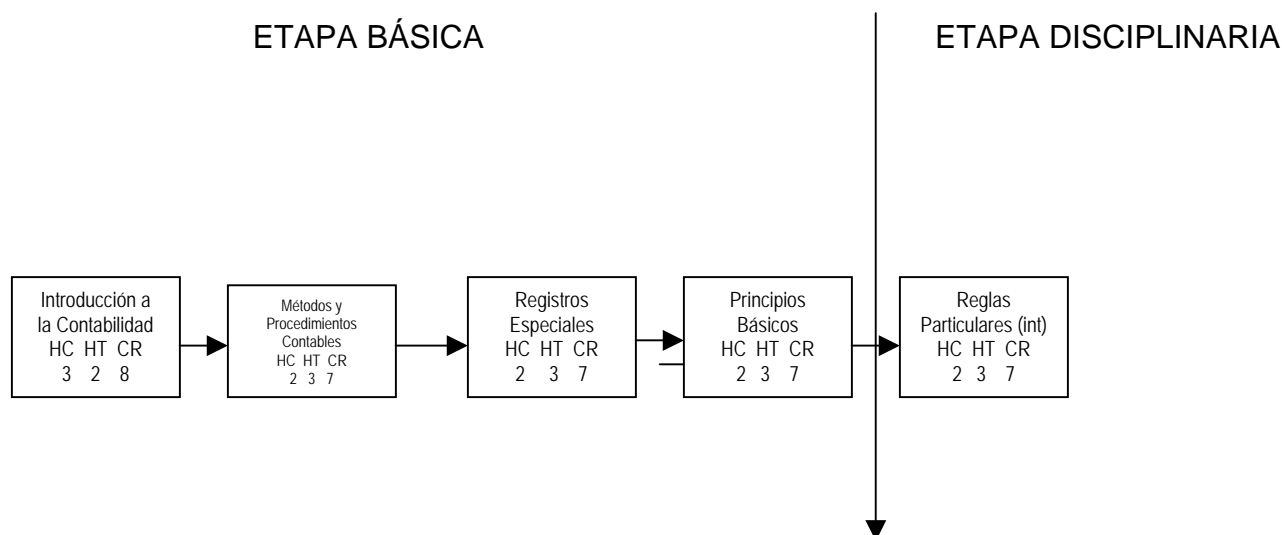 ETAPA BÁSICA
ETAPA DISCIPLINARIA
Introducción a
la Contabilidad
HC HT CR
3 2 8
Métodos y
Procedimientos
Contables
HC HT CR
2 3 7
Registros
Especiales
HC HT CR
2 3 7
Principios
Básicos
HC HT CR
2 3 7
Reglas
Particulares (int)
HC HT CR
2 3 7